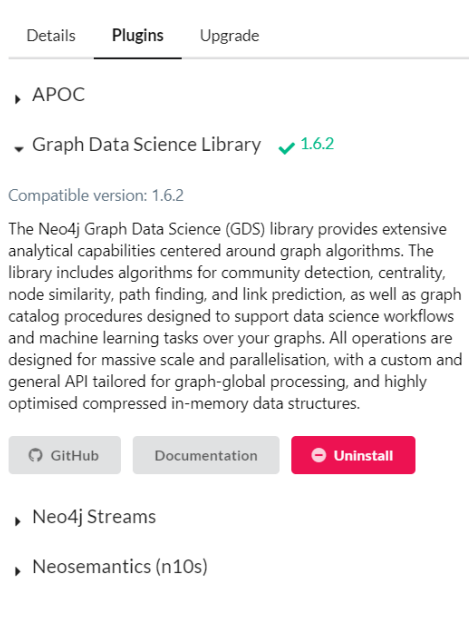 Details Plugins Upgrade
APOC
Graph Data Science Library 1.6.2
Compatible version: 1.6.2
The Neo4j Graph Data Science (GDS) library provides extensive
analytical capabilities centered around graph algorithms. The
library includes algorithms for community detection, centrality,
node similarity, path finding, and link prediction, as well as graph
catalog procedures designed to support data science workflows
and machine learning tasks over your graphs. All operations are
designed for massive scale and parallelisation, with a custom and
general API tailored for graph-global processing, and highly
optimised compressed in-memory data structures.
GitHub Documentation Uninstall
Neo4j Streams
Neosemantics (n10s)